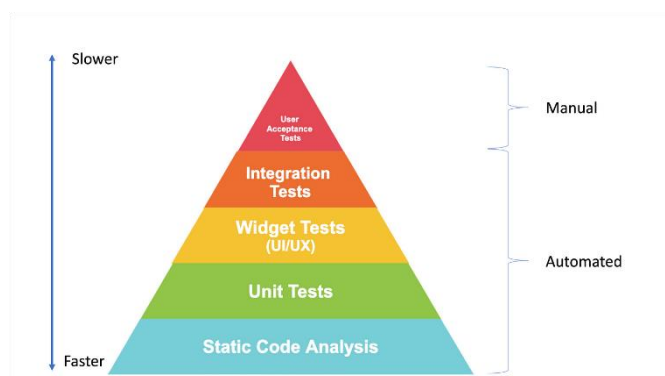 Slower
User
Acceptance
Tests
Manual
Integration
Tests
Widget Tests
(UI/UX)
Automated
Unit Tests
Static Code Analysis
Faster